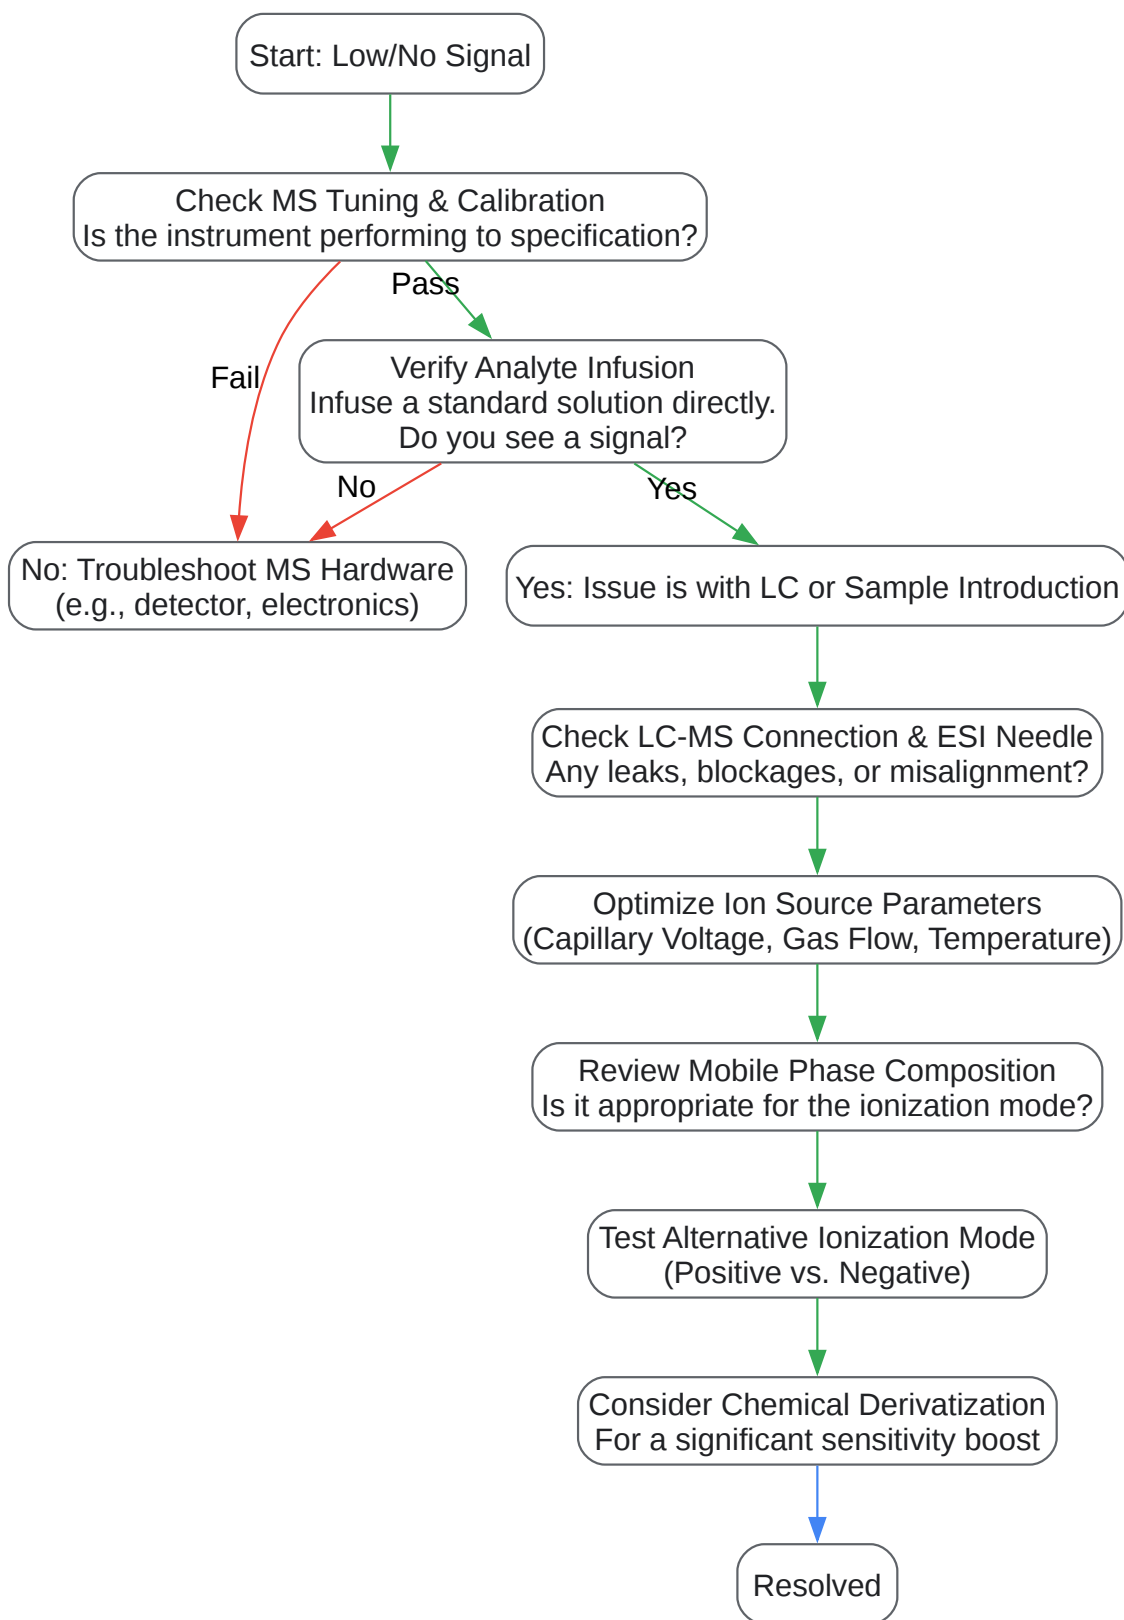 Start: Low/No Signal
Check MS Tuning & Calibration
Is the instrument performing to specification?
Pass
Fail
Verify Analyte Infusion
Infuse a standard solution directly.
Do you see a signal?
No
Yes
No: Troubleshoot MS Hardware
(e.g., detector, electronics)
Yes: Issue is with LC or Sample Introduction
Check LC-MS Connection & ESI Needle
Any leaks, blockages, or misalignment?
Optimize Ion Source Parameters
(Capillary Voltage, Gas Flow, Temperature)
Review Mobile Phase Composition
Is it appropriate for the ionization mode?
Test Alternative Ionization Mode
(Positive vs. Negative)
Consider Chemical Derivatization
For a significant sensitivity boost
Resolved